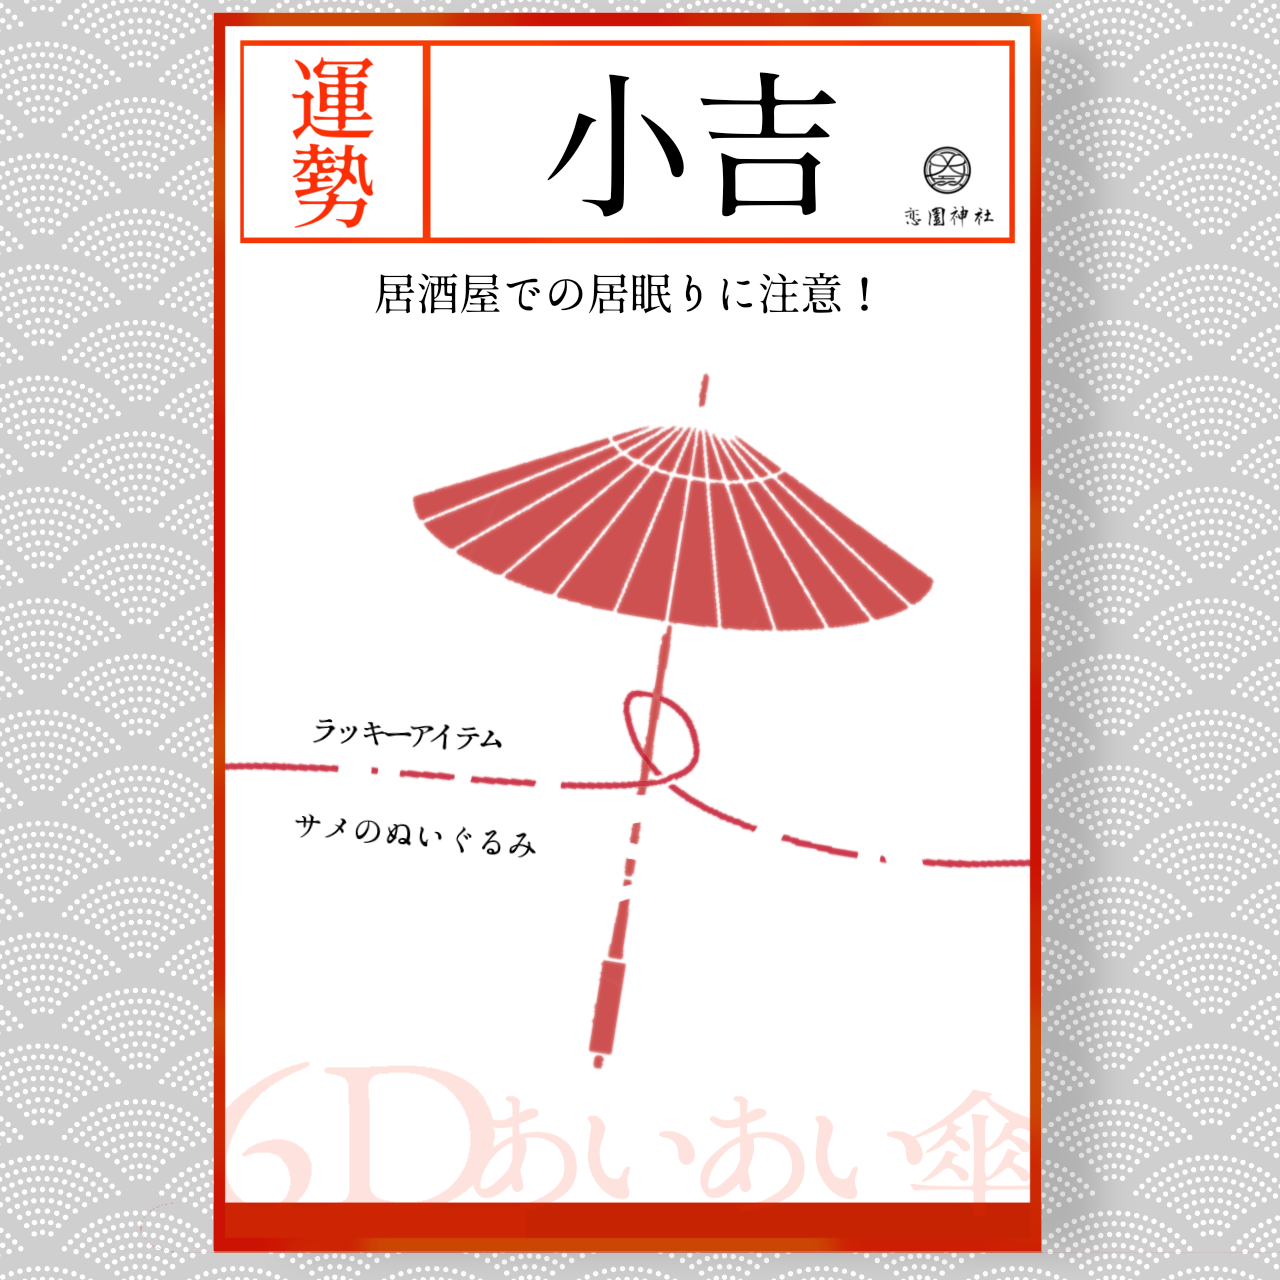 運勢
小吉
恋園神社
居酒屋での居眠りに注意！
ラッキーアイテム
サメのぬいぐるみ
6Dあいあい傘